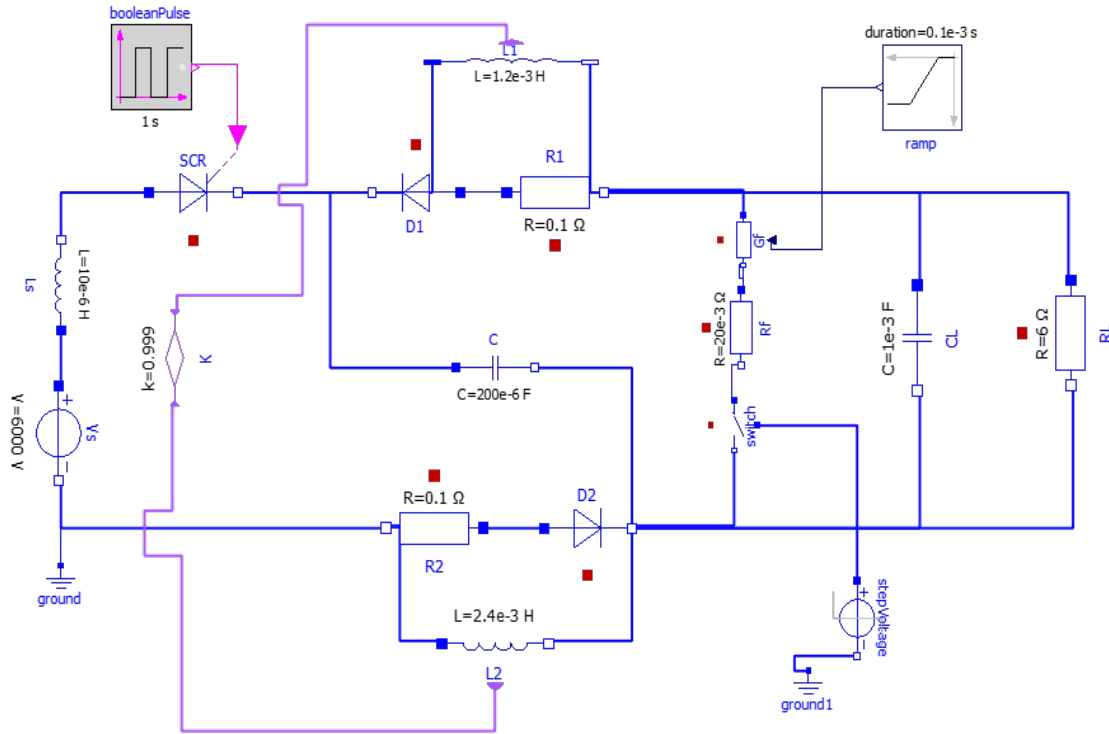 booleanPulse
1 s
duration=0.1e-3 s
ramp
L1
L=1.2e-3 H
SCR
D1
R1
R=0.1 Ω
Ls
L=10e-6 H
k=0.999
K
Gf
R=20e-3 Ω
Rf
C
C=200e-6 F
C=1e-3 F
CL
R=6 Ω
RL
V=6000 V
+
Vs
−
switch
R=0.1 Ω
R2
D2
L=2.4e-3 H
L2
ground
stepVoltage
+
−
ground1